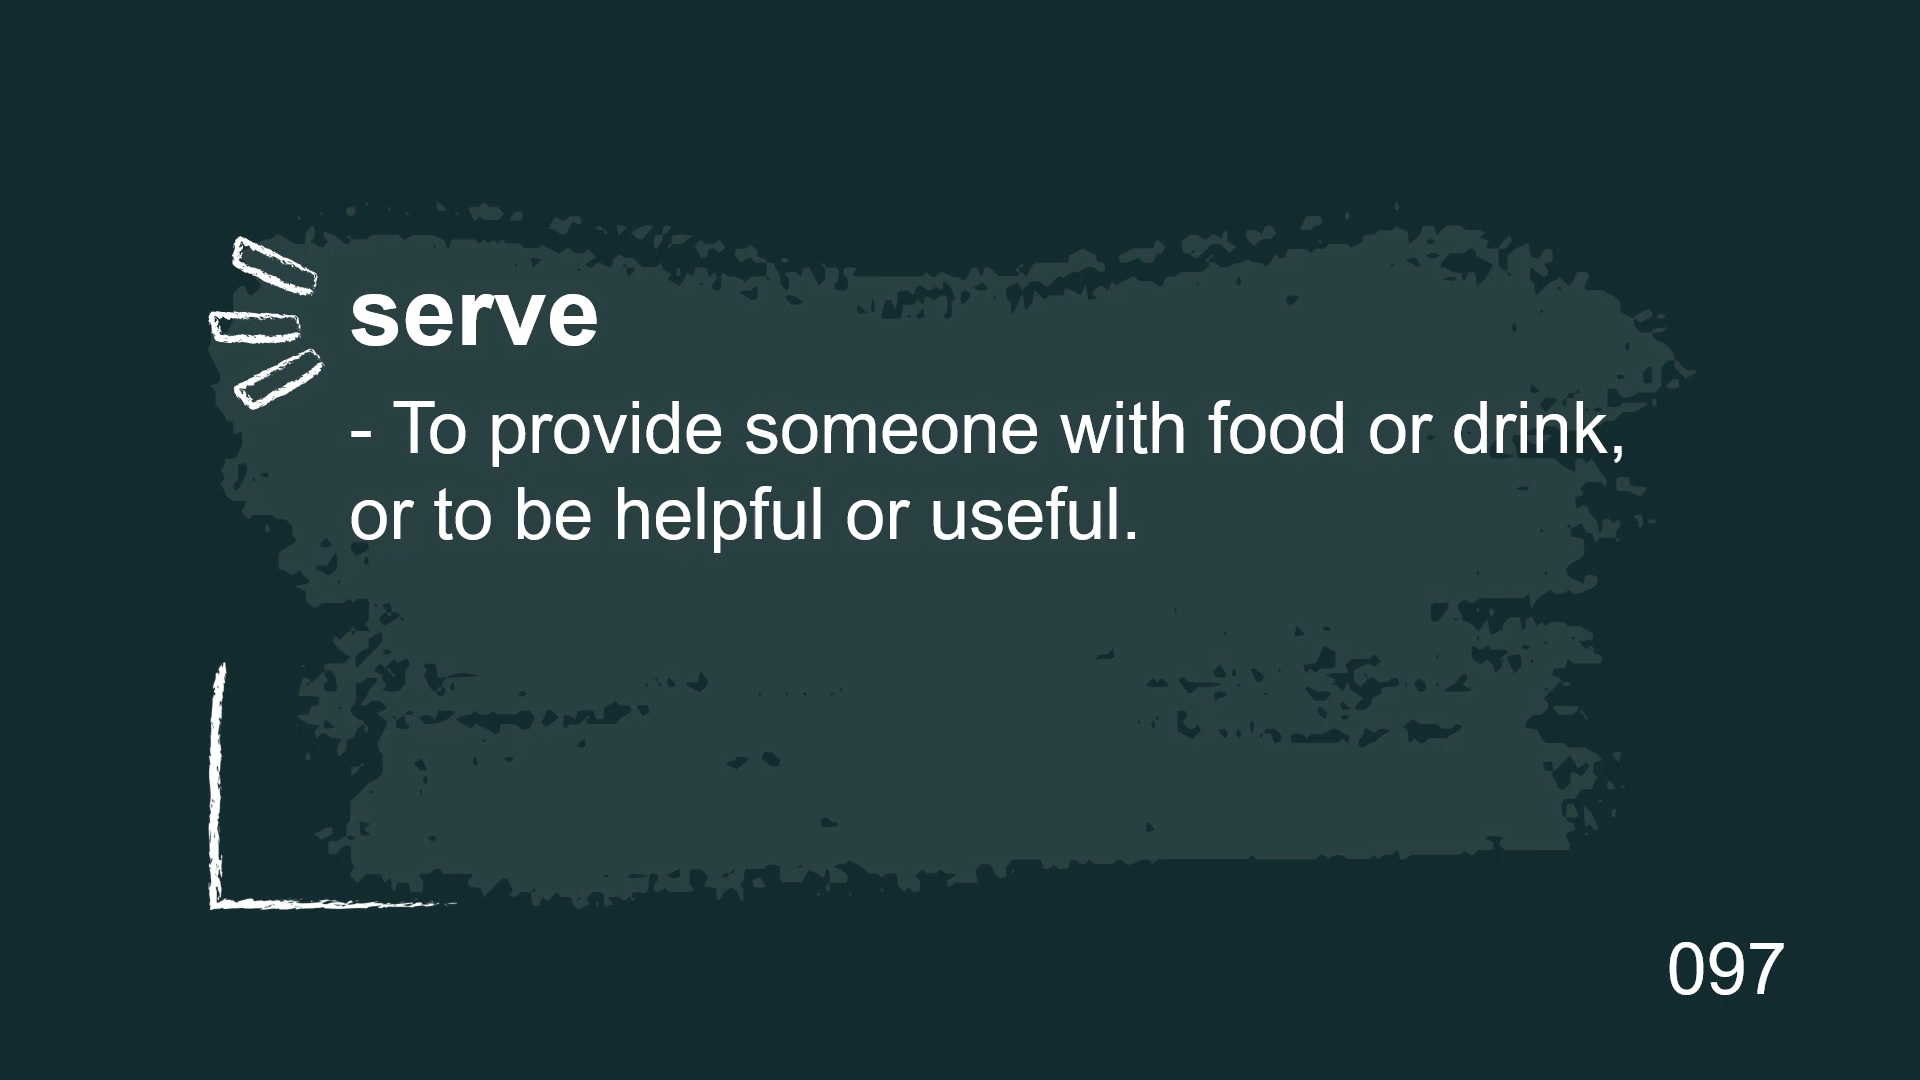 serve
- To provide someone with food or drink,
or to be helpful or useful.
097